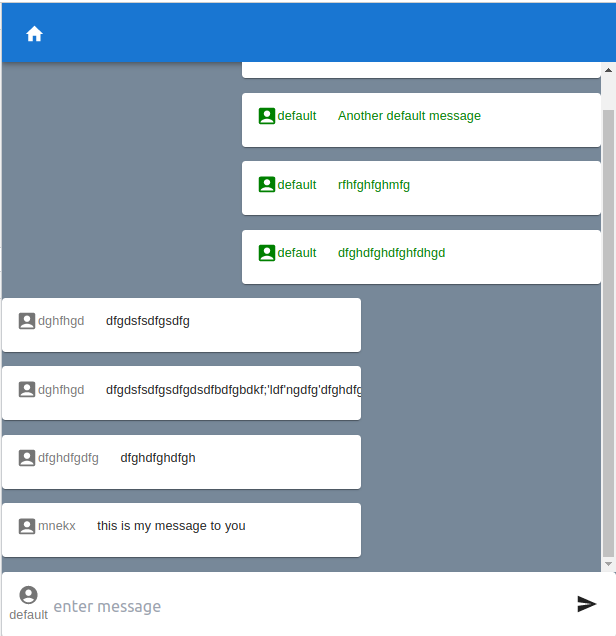 default Another default message
default rfhfghfghmfg
default dfghdfghdfghfdhgd
dghfhgd dfgdsfsdfgsdfg
dghfhgd dfgdsfsdfgsdfgdsdfbdfgbdkf;'ldf'ngdfg'dfghdfg
dfghdfgdfg dfghdfghdfgh
mnekx this is my message to you
enter message
default